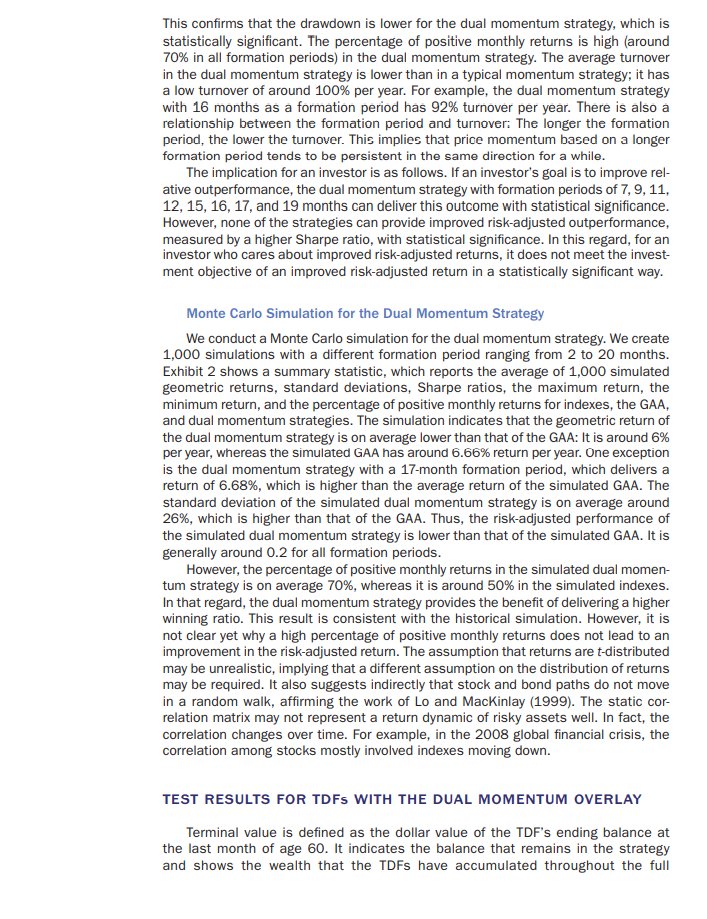 This confirms that the drawdown is lower for the dual momentum strategy, which is
statistically significant. The percentage of positive monthly returns is high (around
70% in all formation periods) in the dual momentum strategy. The average turnover
in the dual momentum strategy is lower than in a typical momentum strategy; it has
a low turnover of around 100% per year. For example, the dual momentum strategy
with 16 months as a formation period has 92% turnover per year. There is also a
relationship between the formation period and turnover: The longer the formation
period, the lower the turnover. This implies that price momentum based on a longer
formation period tends to be persistent in the same direction for a while.
The implication for an investor is as follows. If an investor's goal is to improve rel-
ative outperformance, the dual momentum strategy with formation periods of 7, 9, 11,
12, 15, 16, 17, and 19 months can deliver this outcome with statistical significance.
However, none of the strategies can provide improved risk-adjusted outperformance,
measured by a higher Sharpe ratio, with statistical significance. In this regard, for an
investor who cares about improved risk-adjusted returns, it does not meet the invest-
ment objective of an improved risk-adjusted return in a statistically significant way.
Monte Carlo Simulation for the Dual Momentum Strategy
We conduct a Monte Carlo simulation for the dual momentum strategy. We create
1,000 simulations with a different formation period ranging from 2 to 20 months.
Exhibit 2 shows a summary statistic, which reports the average of 1,000 simulated
geometric returns, standard deviations, Sharpe ratios, the maximum return, the
minimum return, and the percentage of positive monthly returns for indexes, the GAA,
and dual momentum strategies. The simulation indicates that the geometric return of
the dual momentum strategy is on average lower than that of the GAA: It is around 6%
per year, whereas the simulated GAA has around 6.66% return per year. One exception
is the dual momentum strategy with a 17-month formation period, which delivers a
return of 6.68%, which is higher than the average return of the simulated GAA. The
standard deviation of the simulated dual momentum strategy is on average around
26%, which is higher than that of the GAA. Thus, the risk-adjusted performance of
the simulated dual momentum strategy is lower than that of the simulated GAA. It is
generally around 0.2 for all formation periods.
However, the percentage of positive monthly returns in the simulated dual momen-
tum strategy is on average 70%, whereas it is around 50% in the simulated indexes.
In that regard, the dual momentum strategy provides the benefit of delivering a higher
winning ratio. This result is consistent with the historical simulation. However, it is
not clear yet why a high percentage of positive monthly returns does not lead to an
improvement in the risk-adjusted return. The assumption that returns are t-distributed
may be unrealistic, implying that a different assumption on the distribution of returns
may be required. It also suggests indirectly that stock and bond paths do not move
in a random walk, affirming the work of Lo and MacKinlay (1999). The static cor-
relation matrix may not represent a return dynamic of risky assets well. In fact, the
correlation changes over time. For example, in the 2008 global financial crisis, the
correlation among stocks mostly involved indexes moving down.
TEST RESULTS FOR TDFs WITH THE DUAL MOMENTUM OVERLAY
Terminal value is defined as the dollar value of the TDF's ending balance at
the last month of age 60. It indicates the balance that remains in the strategy
and shows the wealth that the TDFs have accumulated throughout the full